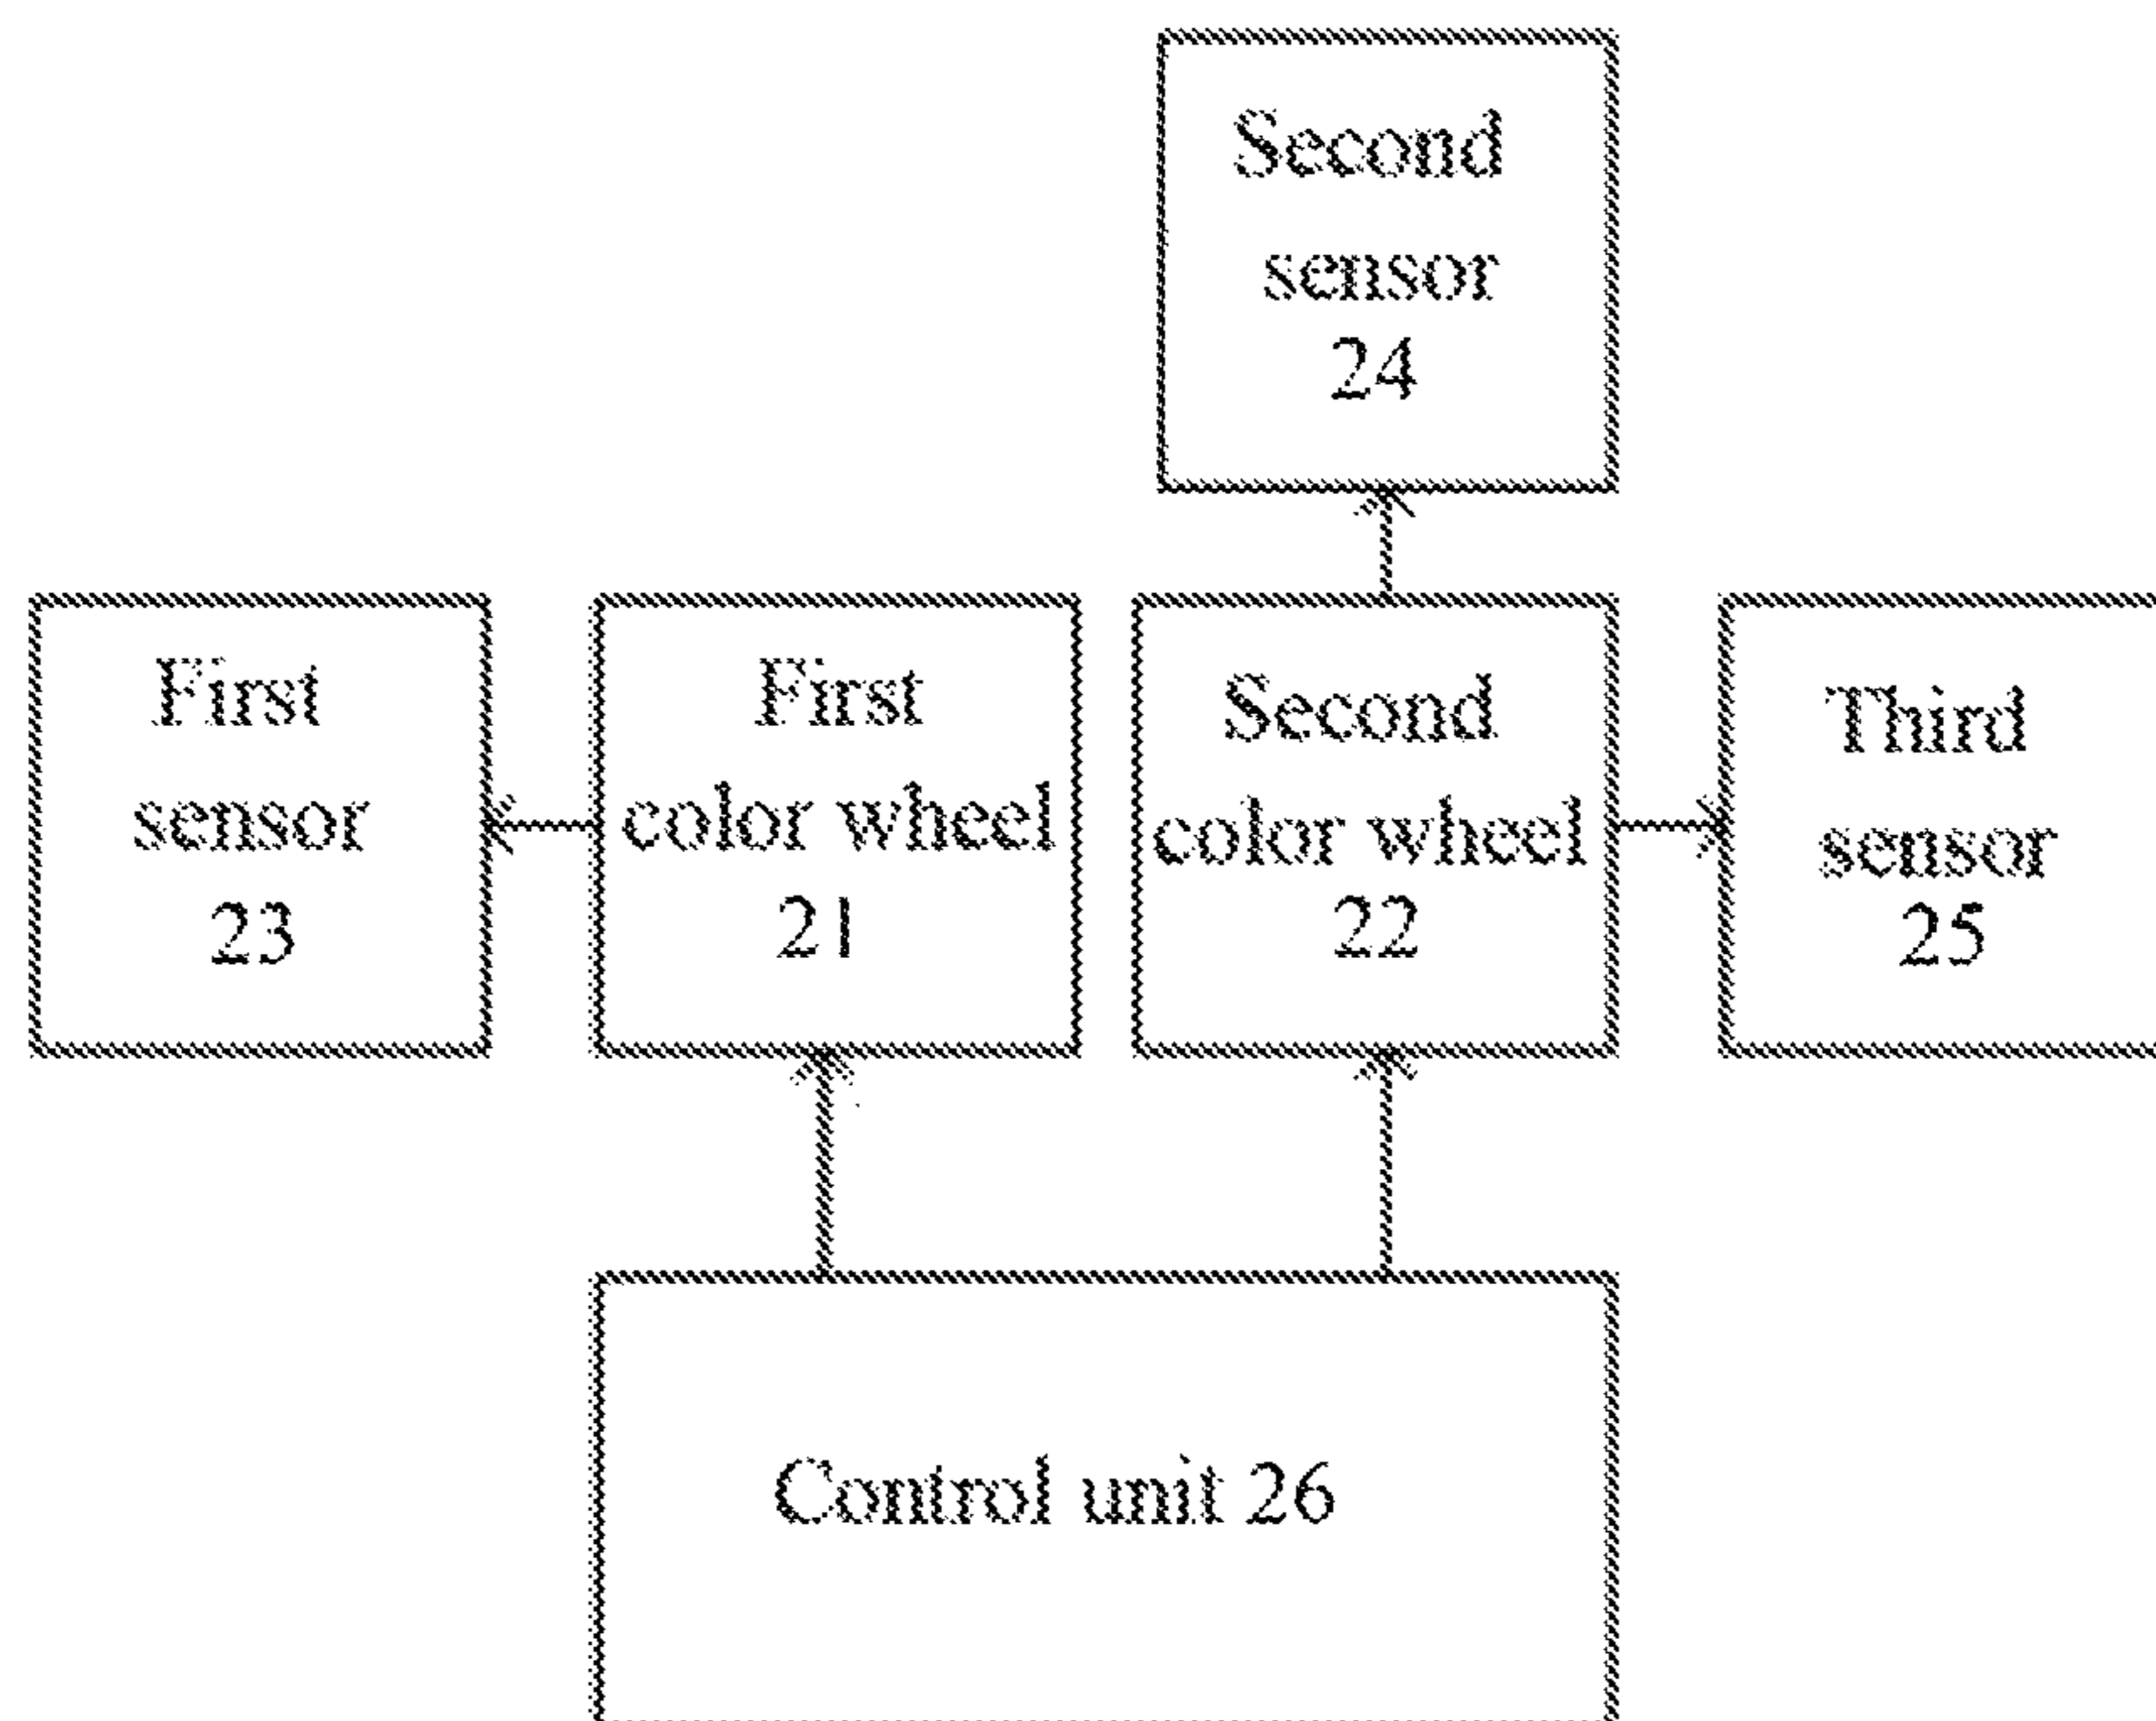 Second
sensor
24
First
sensor
23
First
color wheel
21
Second
color wheel
22
Third
sensor
25
Control unit 26